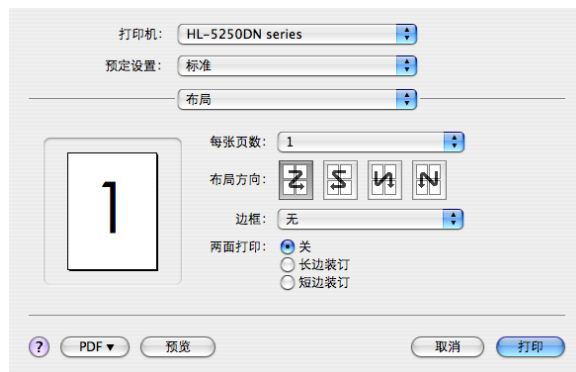 打印机: HL-5250DN series
预定设置: 标准
布局
每张页数: 1
布局方向:
边框: 无
两面打印: 关
长边装订
短边装订
1
? PDF▼ 预览 取消 打印